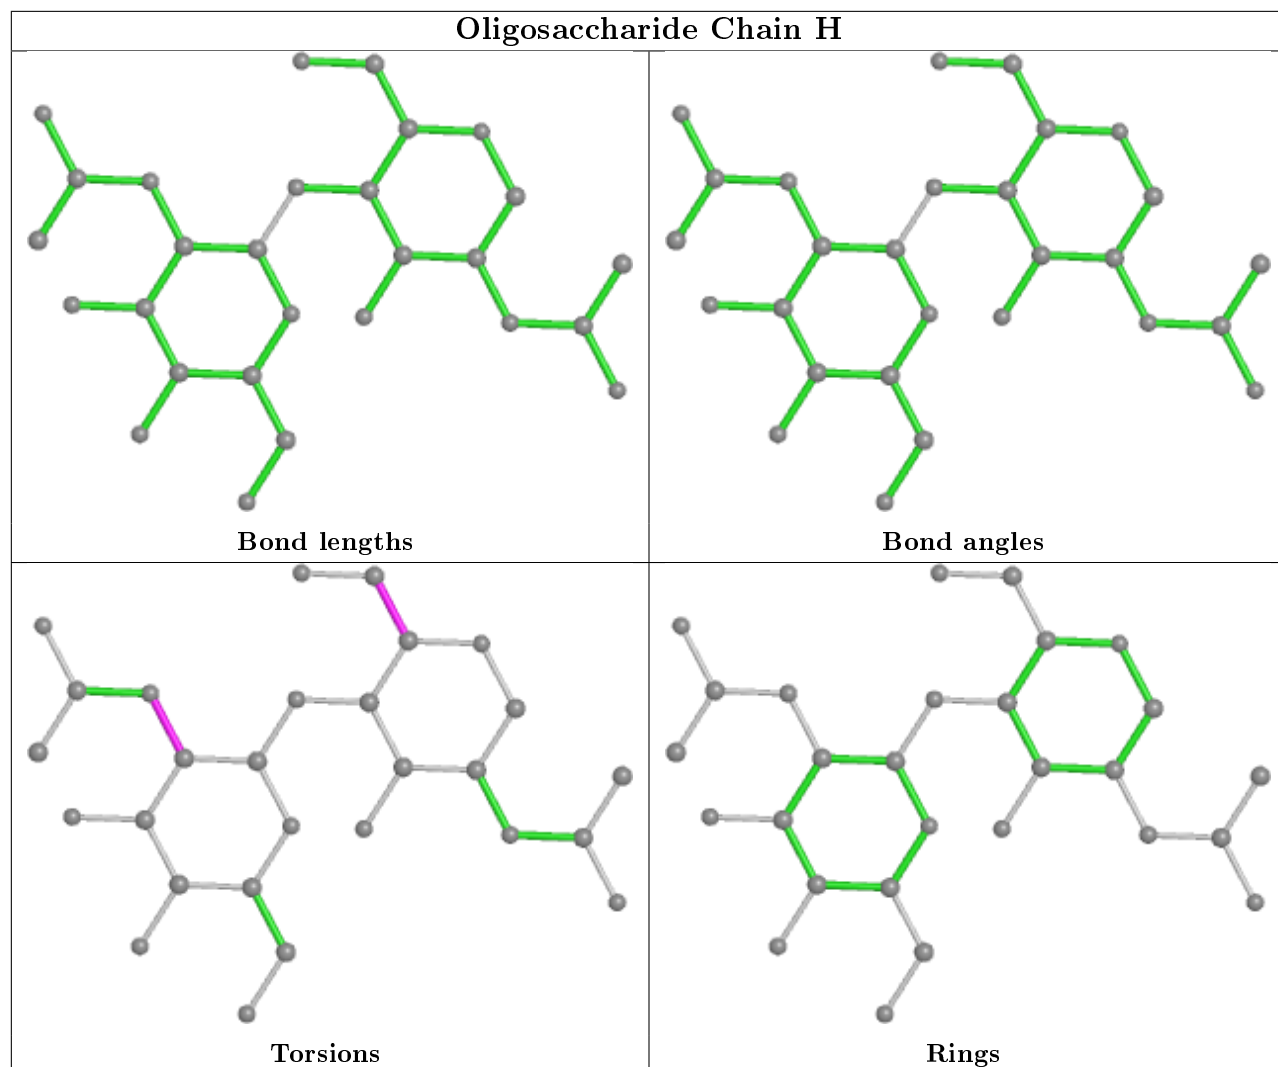 Oligosaccharide Chain H
Bond lengths
Bond angles
Torsions
Rings